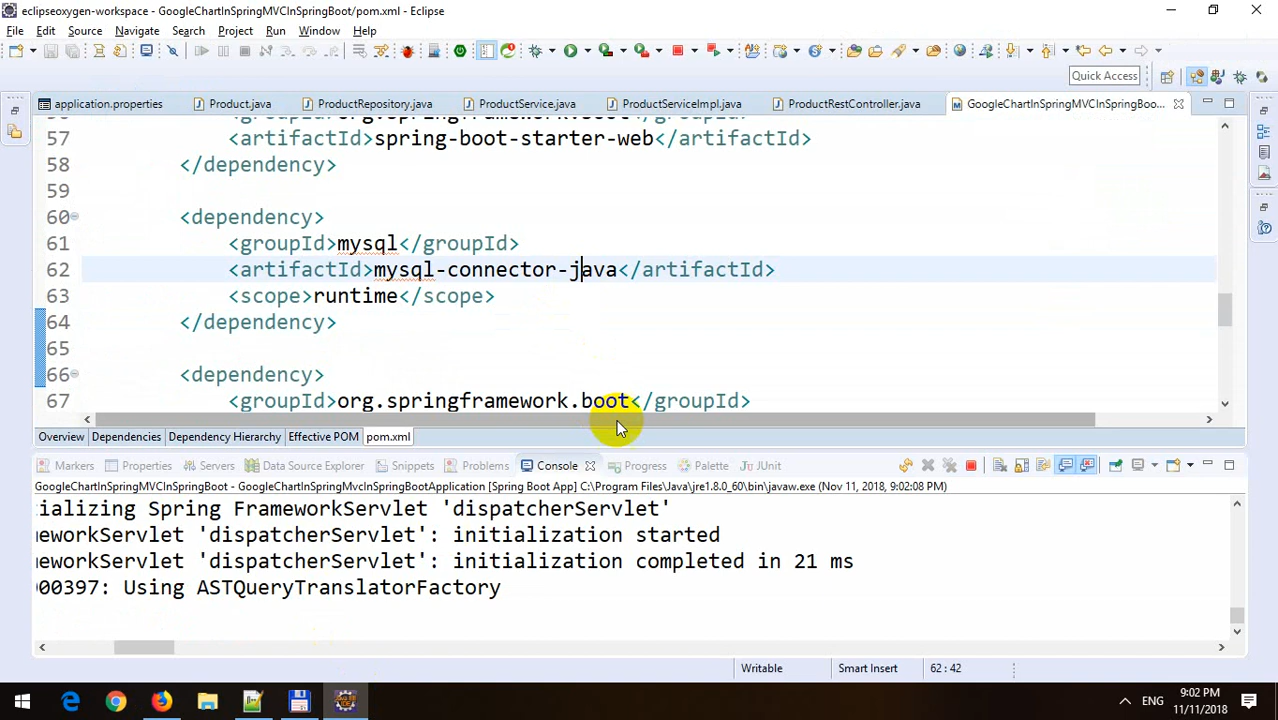 eclipseoxygen-workspace - GoogleChartInSpringMVCInSpringBoot/pom.xml - Eclipse
File Edit Source Navigate Search Project Run Window Help
Quick Access
application.properties Product.java ProductRepository.java ProductService.java ProductServiceImpl.java ProductRestController.java GoogleChartInSpringMVCInSpringBoo...
57 <artifactId>spring-boot-starter-web</artifactId>
58 </dependency>
59
60 <dependency>
61 <groupId>mysql</groupId>
62 <artifactId>mysql-connector-java</artifactId>
63 <scope>runtime</scope>
64 </dependency>
65
66 <dependency>
67 <groupId>org.springframework.boot</groupId>
Overview Dependencies Dependency Hierarchy Effective POM pom.xml
Markers Properties Servers Data Source Explorer Snippets Problems Console Progress Palette JUnit
GoogleChartInSpringMVCInSpringBoot - GoogleChartInSpringMVCInSpringBootApplication [Spring Boot App] C:\Program Files\Java\jre1.8.0_60\bin\javaw.exe (Nov 11, 2018, 9:02:08 PM)
ializing Spring FrameworkServlet 'dispatcherServlet'
meworkServlet 'dispatcherServlet': initialization started
meworkServlet 'dispatcherServlet': initialization completed in 21 ms
000397: Using ASTQueryTranslatorFactory
Writable Smart Insert 62 : 42
ENG 9:02 PM
11/11/2018